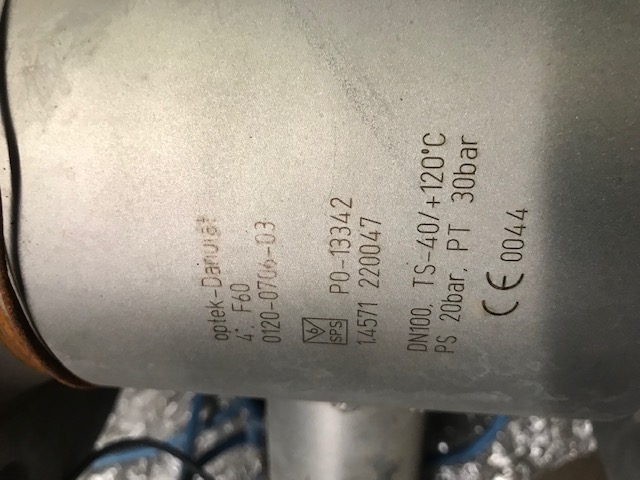 optek-Danulat
4", F60
0120-0706-03
SPS PO-13342
1.4571 220047
DN100, TS-40/+120°C
PS 20bar, PT 30bar
CE 0044